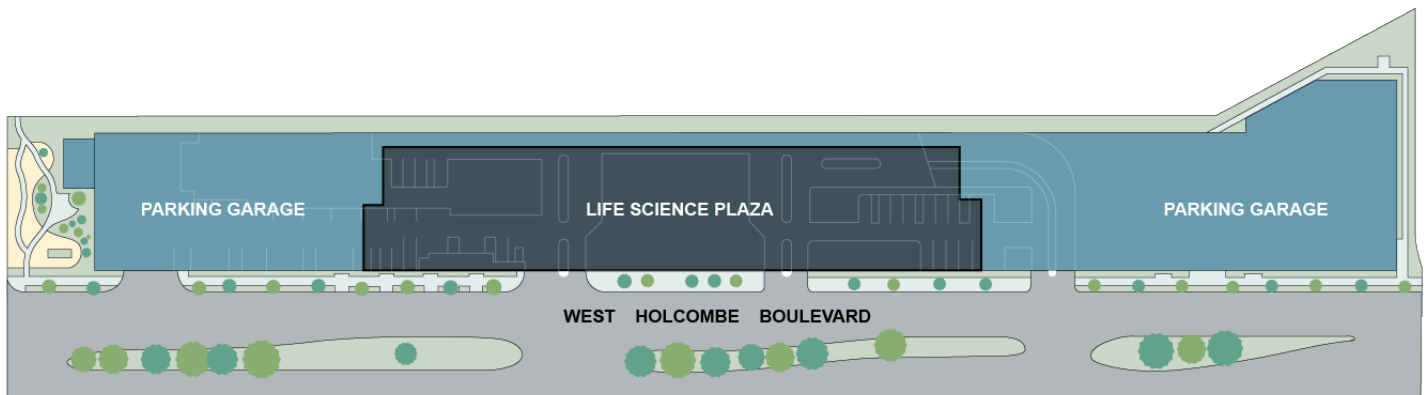 PARKING GARAGE
LIFE SCIENCE PLAZA
PARKING GARAGE
WEST HOLCOMBE BOULEVARD